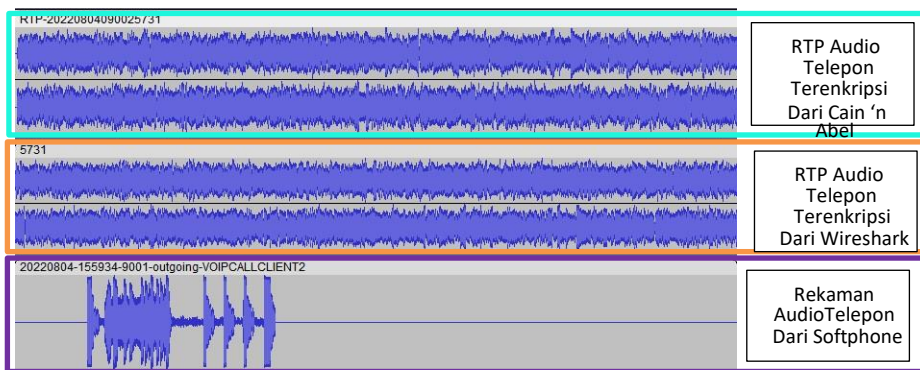 RTP-20220804090025731
RTP Audio
Telepon
Terenkripsi
Dari Cain ‘n
Abel
5731
RTP Audio
Telepon
Terenkripsi
Dari Wireshark
20220804-155934-9001-outgoing-VOIPCALLCLIENT2
Rekaman
AudioTelepon
Dari Softphone